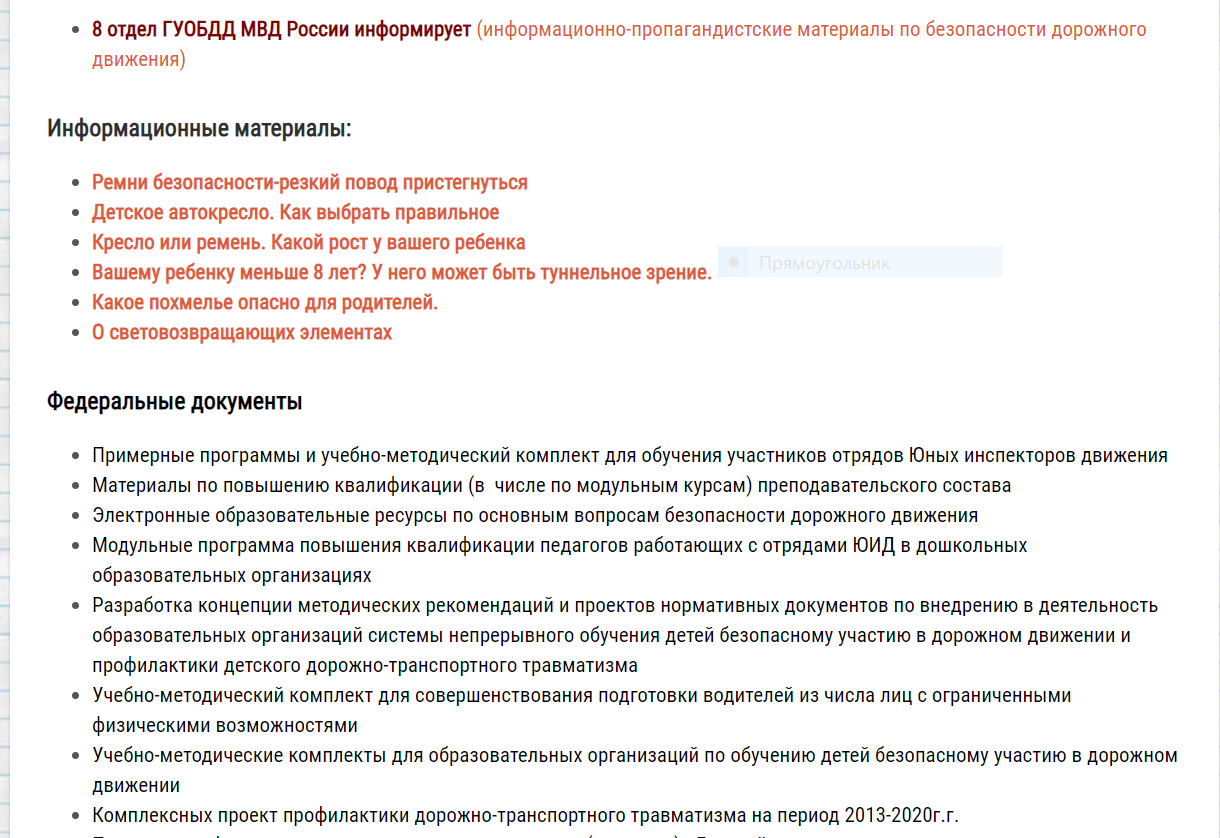 8 отдел ГУОБДД МВД России информирует (информационно-пропагандистские материалы по безопасности дорожного
движения)
Информационные материалы:
Ремни безопасности-резкий повод пристегнуться
Детское автокресло. Как выбрать правильное
Кресло или ремень. Какой рост у вашего ребенка
Вашему ребенку меньше 8 лет? У него может быть туннельное зрение.
Прямоугольник
Какое похмелье опасно для родителей.
О световозвращающих элементах
Федеральные документы
Примерные программы и учебно-методический комплект для обучения участников отрядов Юных инспекторов движения
Материалы по повышению квалификации (в числе по модульным курсам) преподавательского состава
Электронные образовательные ресурсы по основным вопросам безопасности дорожного движения
Модульные программа повышения квалификации педагогов работающих с отрядами ЮИД в дошкольных
образовательных организациях
Разработка концепции методических рекомендаций и проектов нормативных документов по внедрению в деятельность
образовательных организаций системы непрерывного обучения детей безопасному участию в дорожном движении и
профилактики детского дорожно-транспортного травматизма
Учебно-методический комплект для совершенствования подготовки водителей из числа лиц с ограниченными
физическими возможностями
Учебно-методические комплекты для образовательных организаций по обучению детей безопасному участию в дорожном
движении
Комплексных проект профилактики дорожно-транспортного травматизма на период 2013-2020г.г.